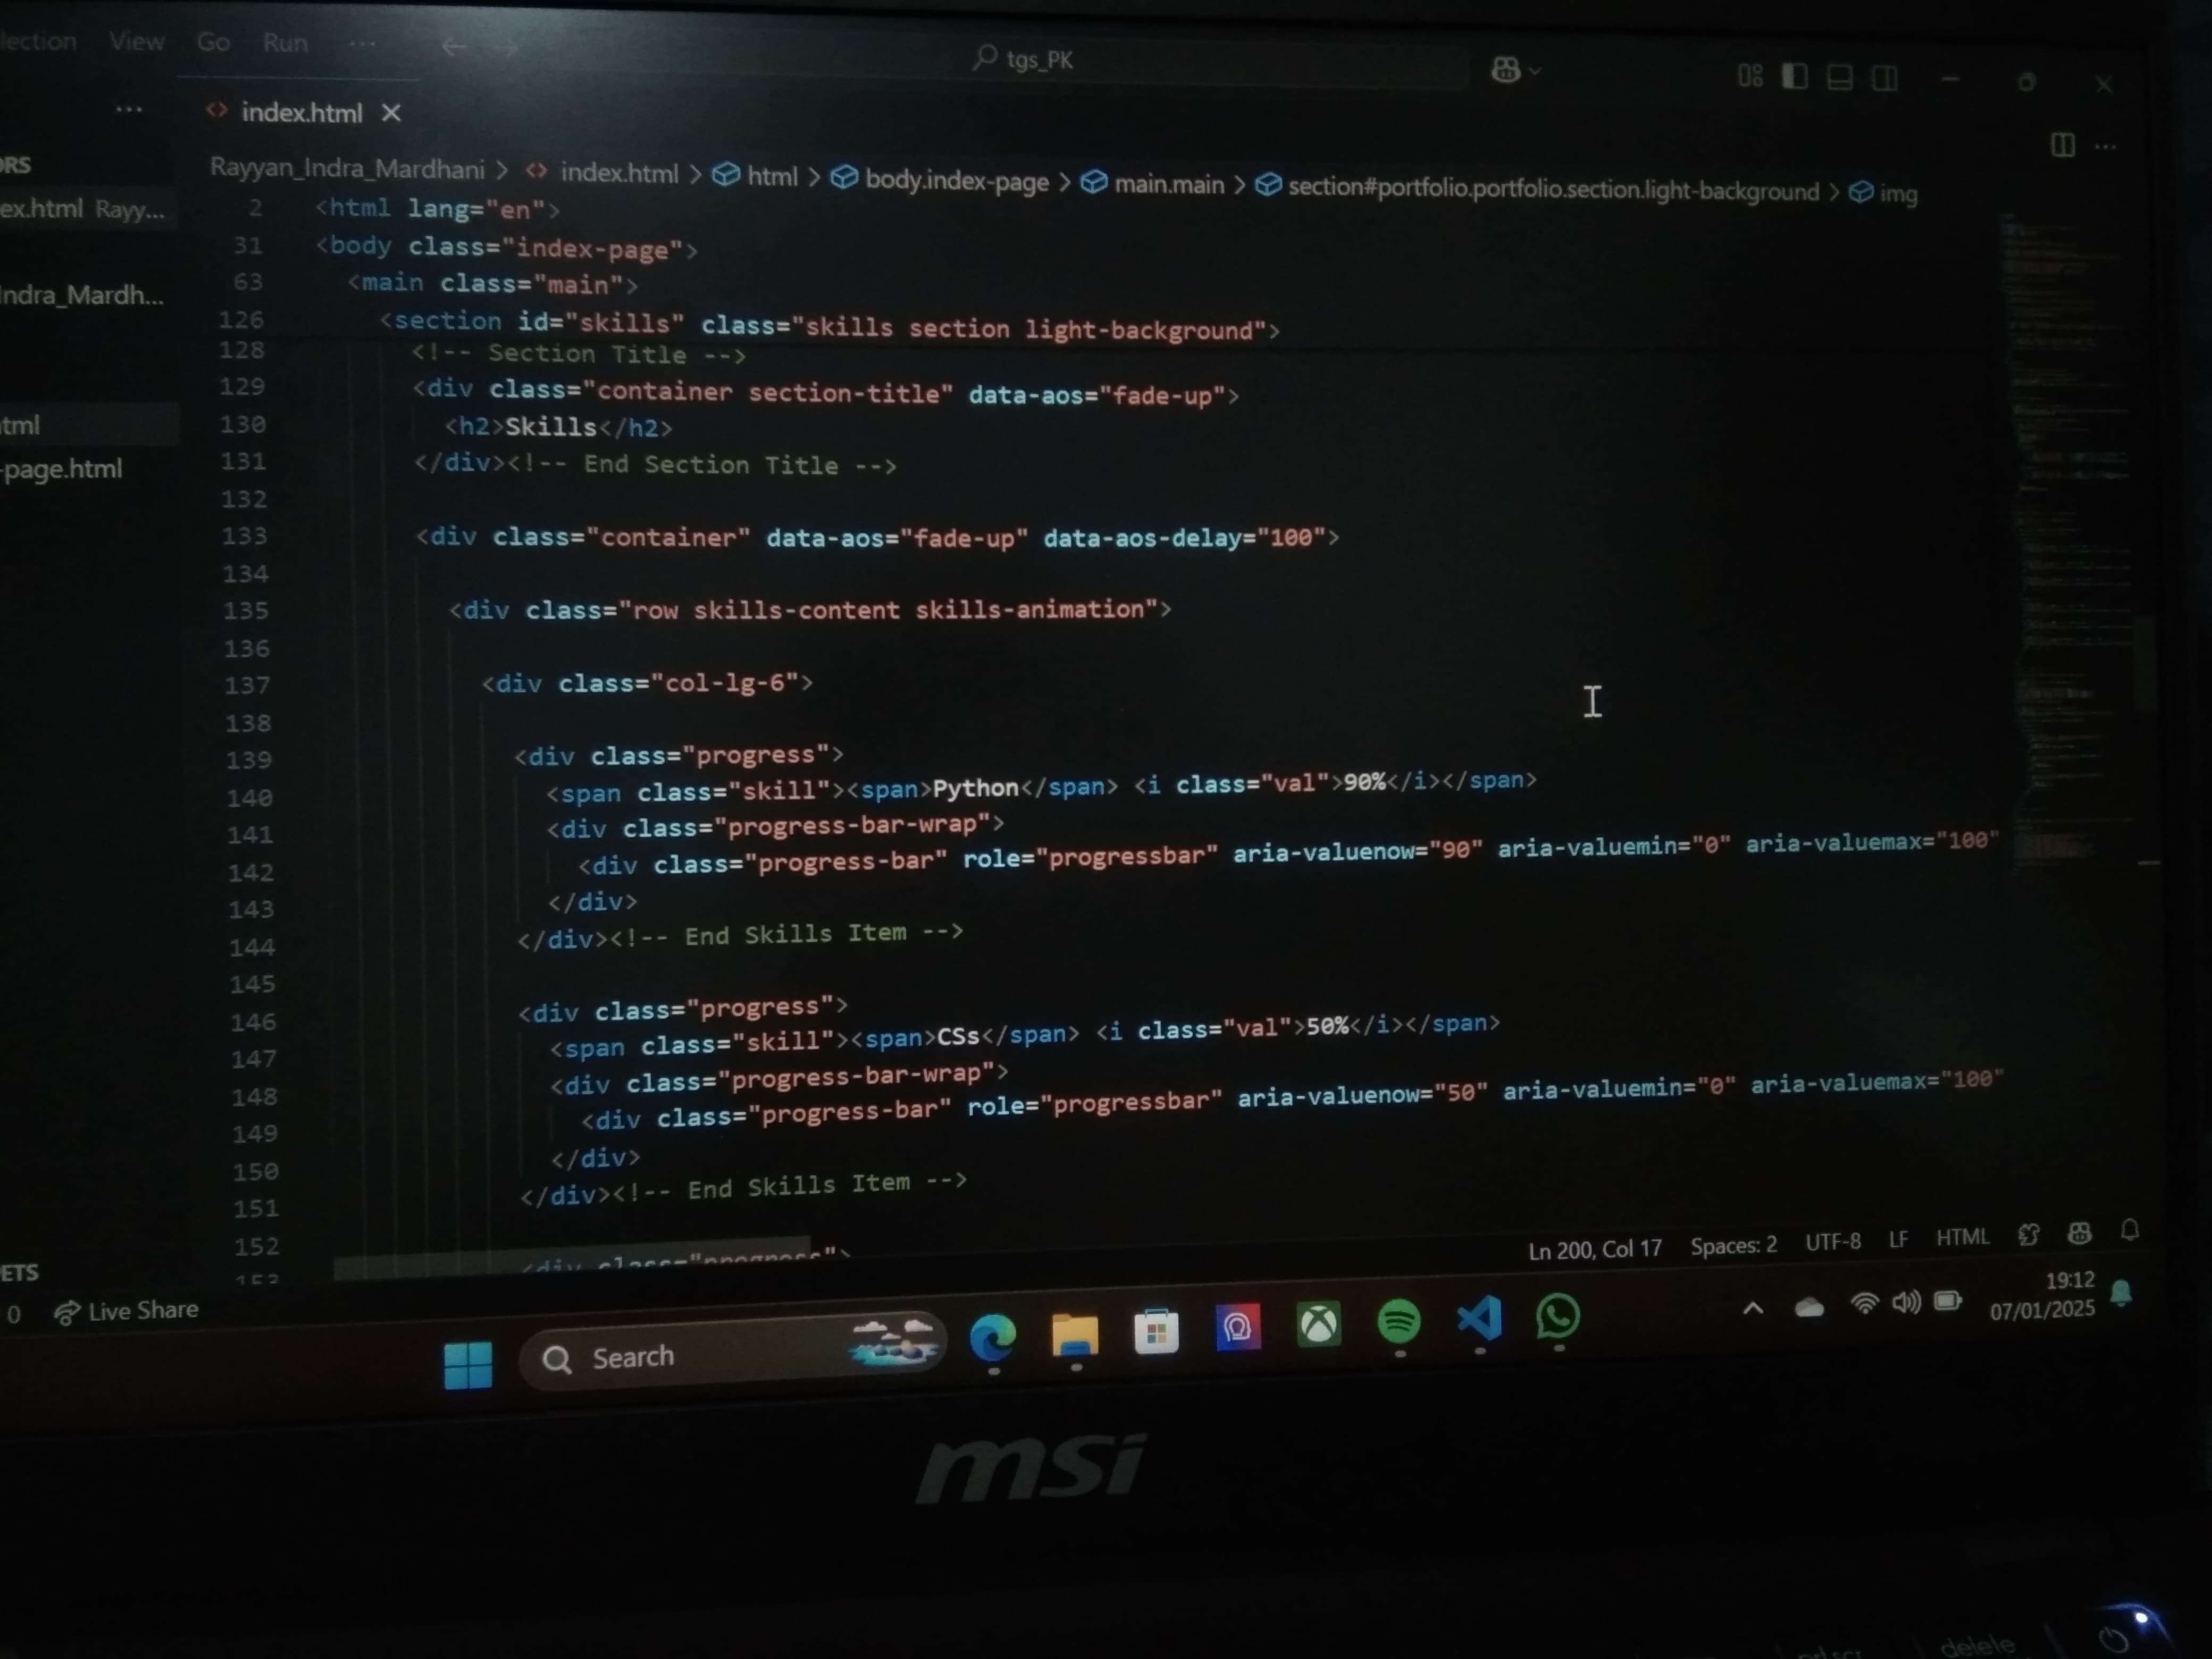 lection View Go Run ... tgs_PK
index.html
ORS
Rayyan_Indra_Mardhani > index.html > html > body.index-page > main.main > section#portfolio.portfolio.section.light-background > img
ex.html Rayy...
Indra_Mardh...
tml
-page.html
2 <html lang="en">
31 <body class="index-page">
63 <main class="main">
126 <section id="skills" class="skills section light-background">
128 <!-- Section Title -->
129 <div class="container section-title" data-aos="fade-up">
130 <h2>Skills</h2>
131 </div><!-- End Section Title -->
132
133 <div class="container" data-aos="fade-up" data-aos-delay="100">
134
135 <div class="row skills-content skills-animation">
136
137 <div class="col-lg-6">
138
139 <div class="progress">
140 <span class="skill"><span>Python</span> <i class="val">90%</i></span>
141 <div class="progress-bar-wrap">
142 <div class="progress-bar" role="progressbar" aria-valuenow="90" aria-valuemin="0" aria-valuemax="100"
143 </div>
144 </div><!-- End Skills Item -->
145
146 <div class="progress">
147 <span class="skill"><span>CSs</span> <i class="val">50%</i></span>
148 <div class="progress-bar-wrap">
149 <div class="progress-bar" role="progressbar" aria-valuenow="50" aria-valuemin="0" aria-valuemax="100"
150 </div>
151 </div><!-- End Skills Item -->
152
153 <div class="progress">
ETS
Ln 200, Col 17 Spaces: 2 UTF-8 LF HTML
0 Live Share
Search
19:12
07/01/2025
msi
delete